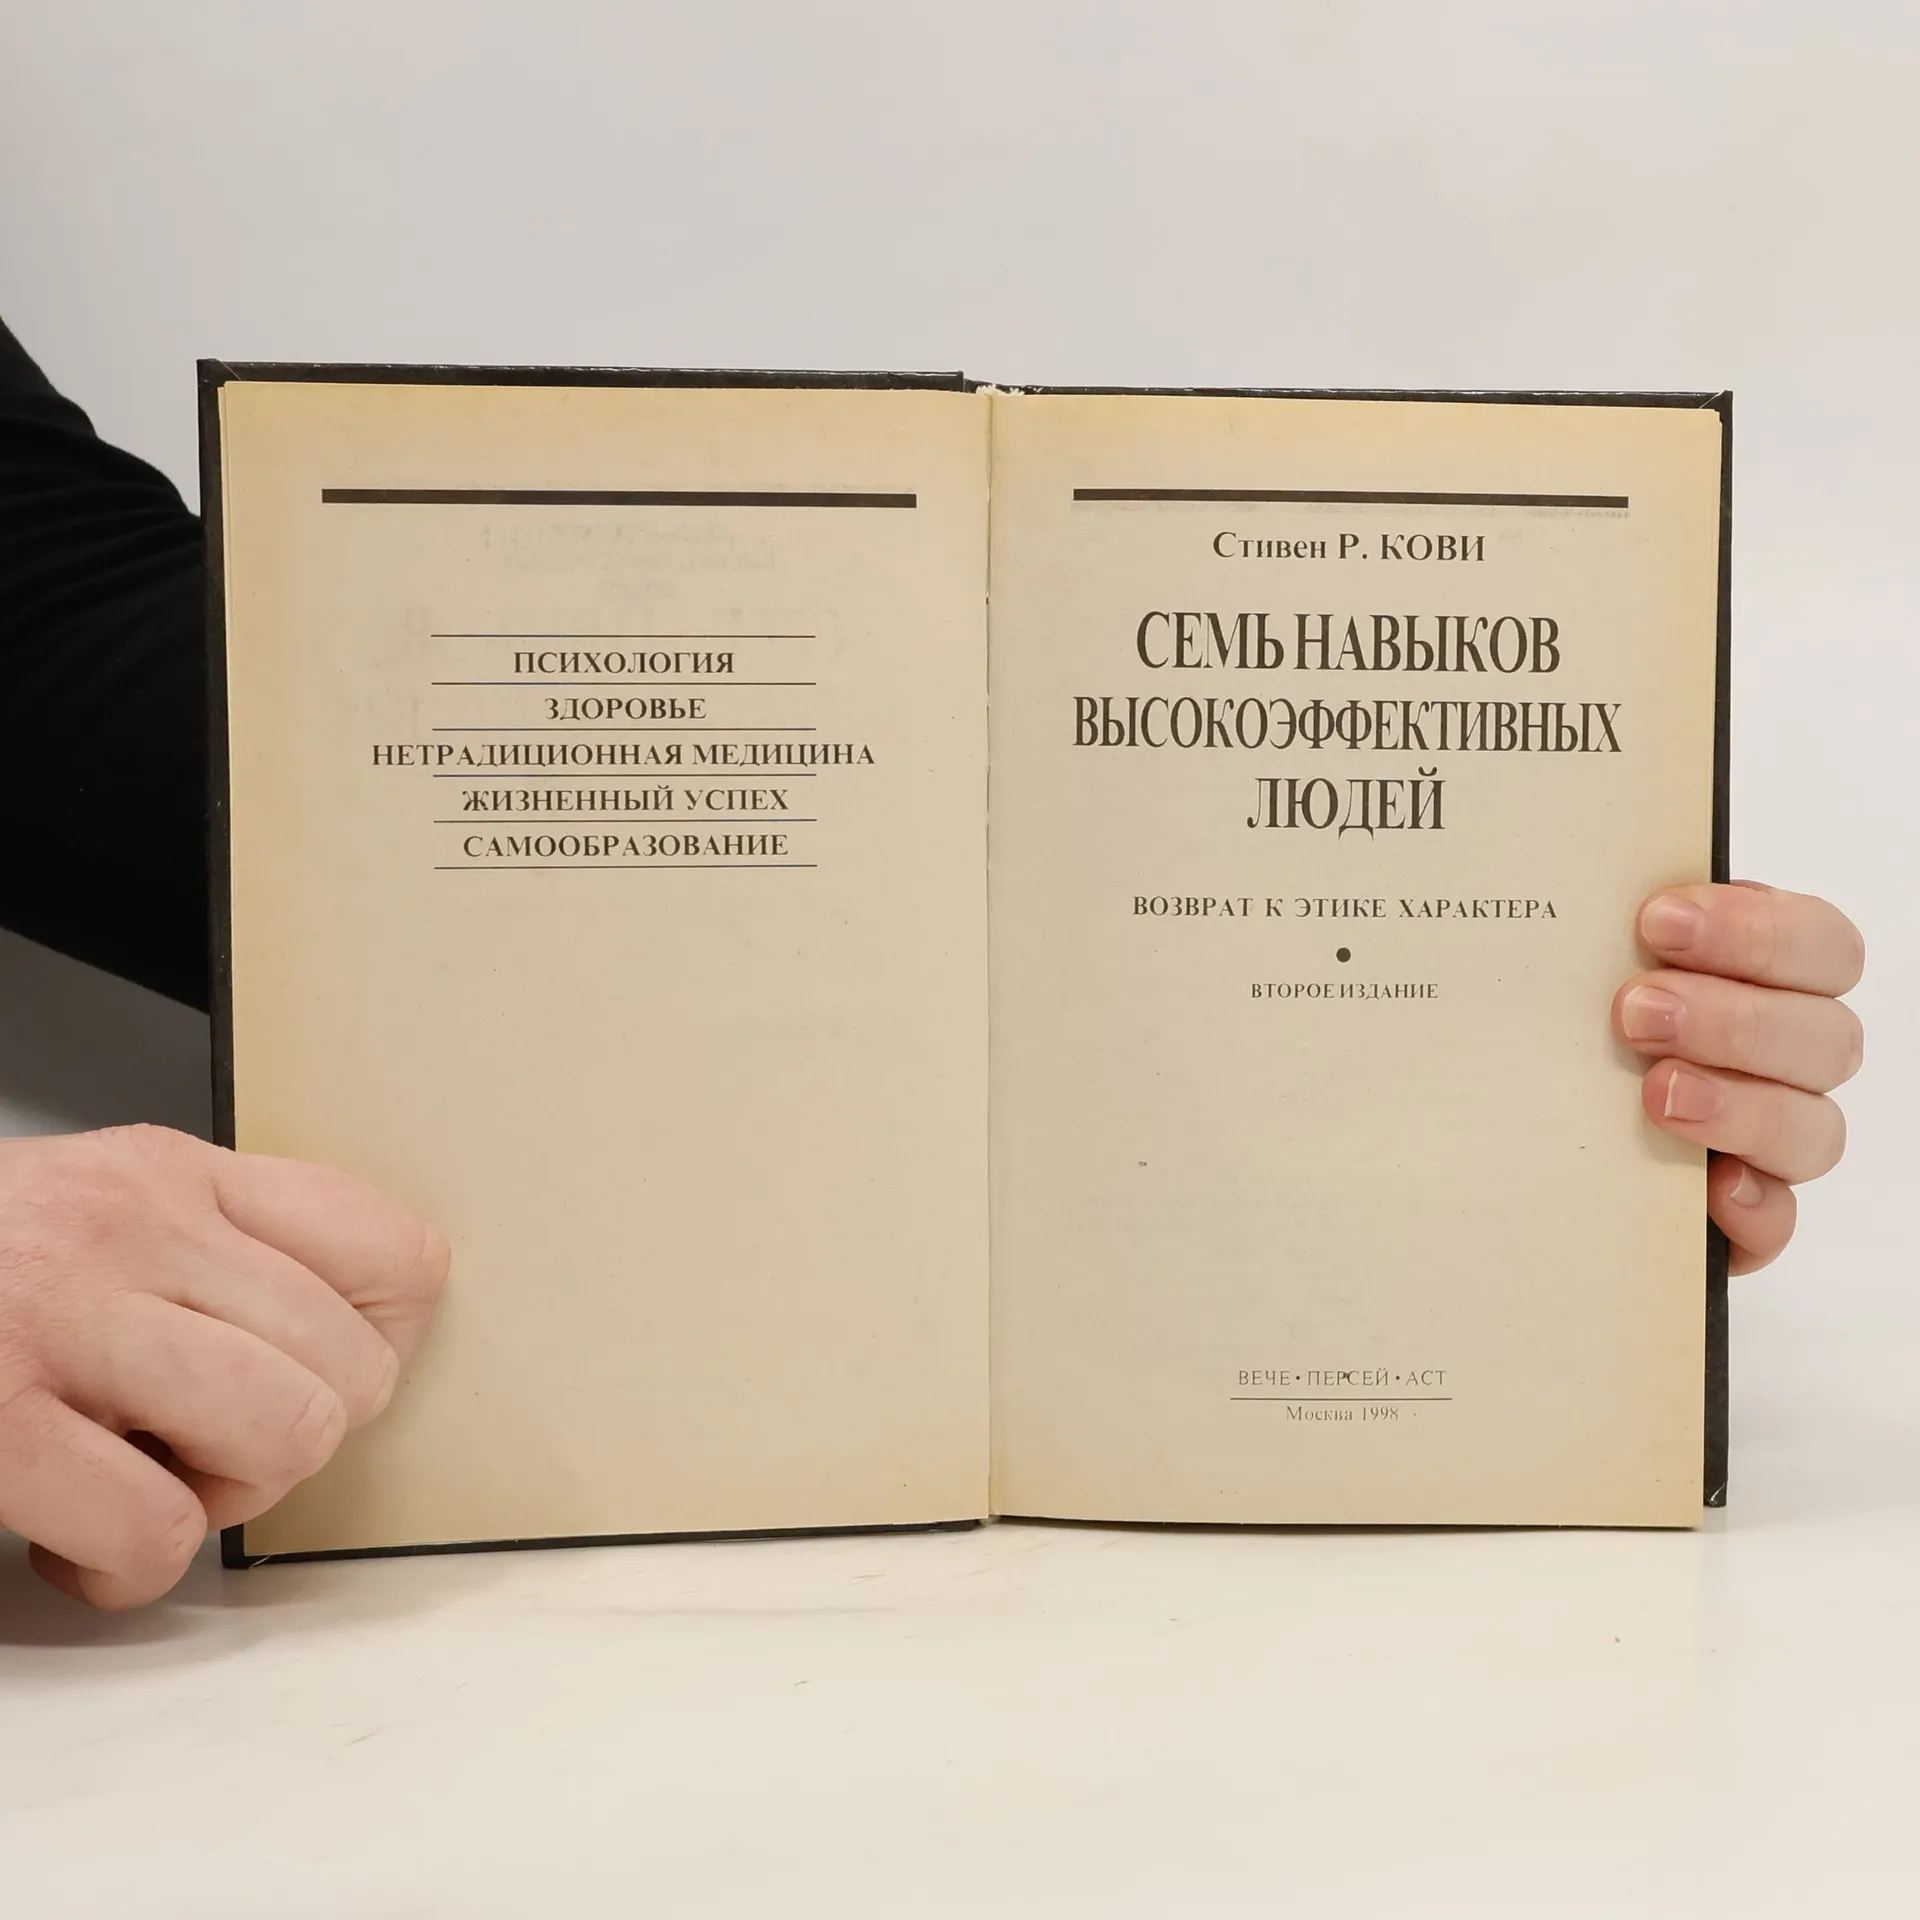 ПСИХОЛОГИЯ
ЗДОРОВЬЕ
НЕТРАДИЦИОННАЯ МЕДИЦИНА
ЖИЗНЕННЫЙ УСПЕХ
САМООБРАЗОВАНИЕ
Стивен Р. КОВИ
СЕМЬ НАВЫКОВ
ВЫСОКОЭФФЕКТИВНЫХ
ЛЮДЕЙ
ВОЗВРАТ К ЭТИКЕ ХАРАКТЕРА
•
ВТОРОЕ ИЗДАНИЕ
ВЕЧЕ • ПЕРСЕЙ • АСТ
Москва 1998